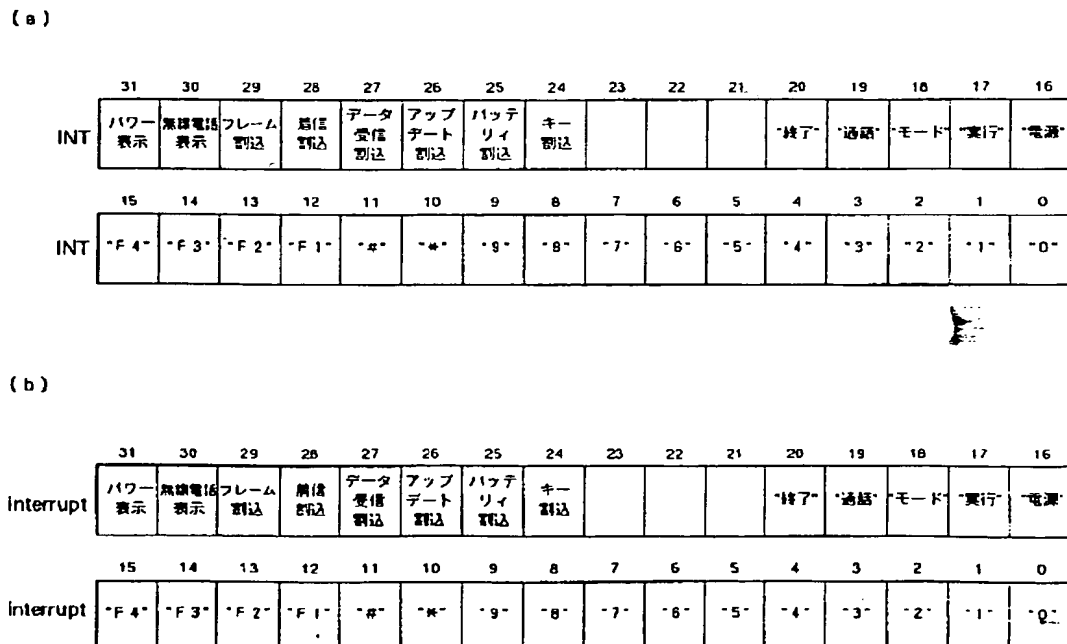 (a)
31 30 29 28 27 26 25 24 23 22 21 20 19 18 17 16
INT パワー表示 無線電話表示 フレーム割込 着信割込 データ受信割込 アップデート割込 バッテリィ割込 キー割込 "終了" "通話" "モード" "実行" "電源"
15 14 13 12 11 10 9 8 7 6 5 4 3 2 1 0
INT "F4" "F3" "F2" "F1" "#" "*" "9" "8" "7" "6" "5" "4" "3" "2" "1" "0"
(b)
31 30 29 28 27 26 25 24 23 22 21 20 19 18 17 16
interrupt パワー表示 無線電話表示 フレーム割込 着信割込 データ受信割込 アップデート割込 バッテリィ割込 キー割込 "終了" "通話" "モード" "実行" "電源"
15 14 13 12 11 10 9 8 7 6 5 4 3 2 1 0
interrupt "F4" "F3" "F2" "F1" "#" "*" "9" "8" "7" "6" "5" "4" "3" "2" "1" "0"